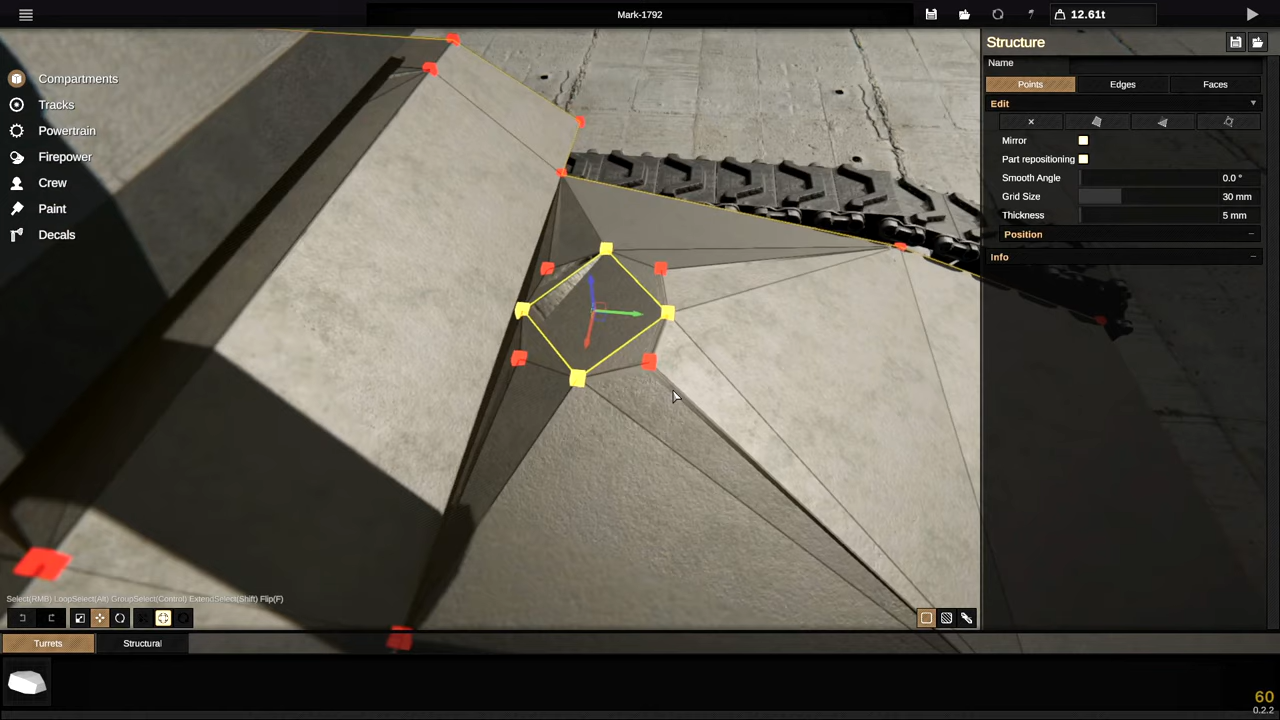 Mark-1792
12.61t
Structure
Name
Compartments
Tracks
Powertrain
Firepower
Crew
Paint
Decals
Points Edges Faces
Edit
Mirror
Part repositioning
Smooth Angle 0.0 °
Grid Size 30 mm
Thickness 5 mm
Position
Info
Select(RMB) LoopSelect(Alt) GroupSelect(Control) ExtendSelect(Shift) Flip(F)
Turrets Structural
60
0.2.2